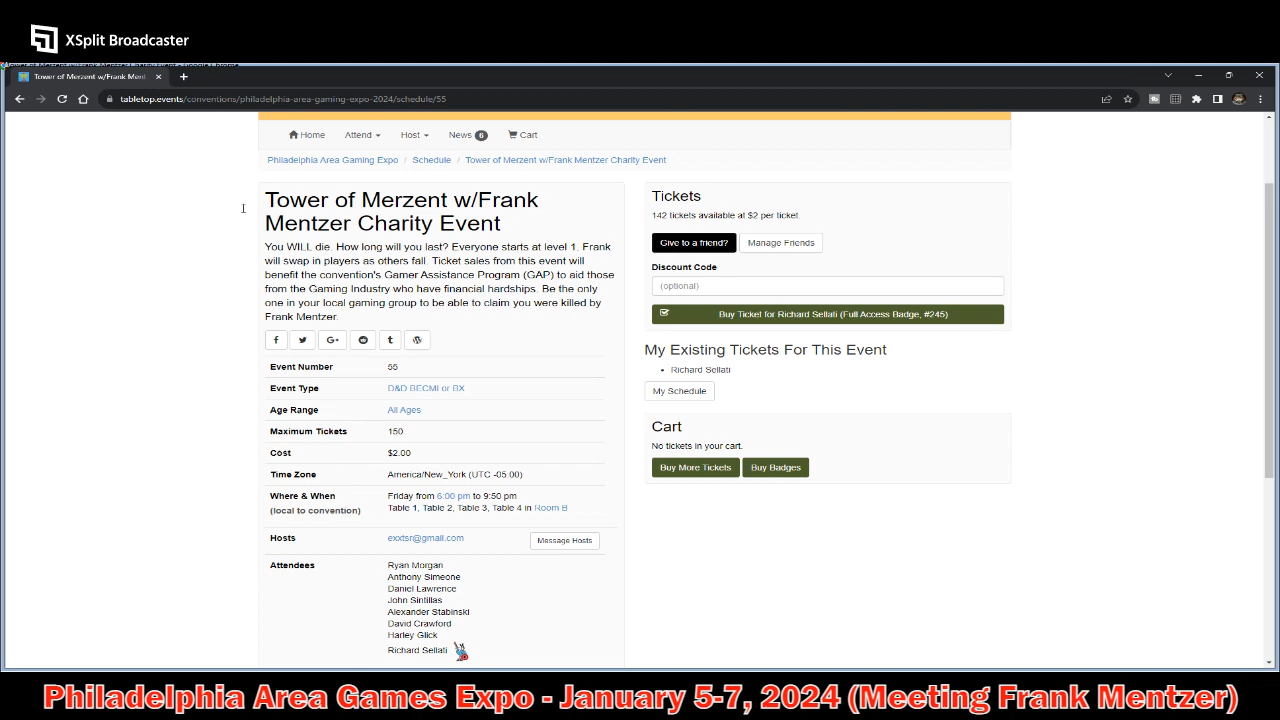 XSplit Broadcaster
Tower of Merzent w/Frank Mentzer Charity Event - Google Chrome
Tower of Merzent w/Frank Ment
tabletop.events/conventions/philadelphia-area-gaming-expo-2024/schedule/55
Home Attend Host News 6 Cart
Philadelphia Area Gaming Expo / Schedule / Tower of Merzent w/Frank Mentzer Charity Event
Tower of Merzent w/Frank
Mentzer Charity Event
You WILL die. How long will you last? Everyone starts at level 1. Frank
will swap in players as others fall. Ticket sales from this event will
benefit the convention's Gamer Assistance Program (GAP) to aid those
from the Gaming Industry who have financial hardships. Be the only
one in your local gaming group to be able to claim you were killed by
Frank Mentzer.
Event Number 55
Event Type D&D BECMI or BX
Age Range All Ages
Maximum Tickets 150
Cost $2.00
Time Zone America/New_York (UTC -05:00)
Where & When Friday from 6:00 pm to 9:50 pm
(local to convention) Table 1, Table 2, Table 3, Table 4 in Room B
Hosts exxtsr@gmail.com Message Hosts
Attendees Ryan Morgan
Anthony Simeone
Daniel Lawrence
John Sintillas
Alexander Stabinski
David Crawford
Harley Glick
Richard Sellati
Tickets
142 tickets available at $2 per ticket.
Give to a friend? Manage Friends
Discount Code
(optional)
Buy Ticket for Richard Sellati (Full Access Badge, #245)
My Existing Tickets For This Event
• Richard Sellati
My Schedule
Cart
No tickets in your cart.
Buy More Tickets Buy Badges
Philadelphia Area Games Expo - January 5-7, 2024 (Meeting Frank Mentzer)